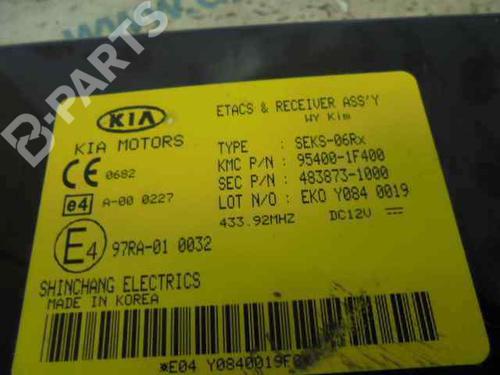 B-PARTS
KIA
KIA MOTORS
ETACS & RECEIVER ASS'Y
WY Kim
TYPE : SEKS-06Rx
KMC P/N : 95400-1F400
SEC P/N : 483873-1000
LOT N/O : EKO Y084 0019
433.92MHZ DC12V
CE 0682
e4 A-00 0227
E4 97RA-01 0032
SHINCHANG ELECTRICS
MADE IN KOREA